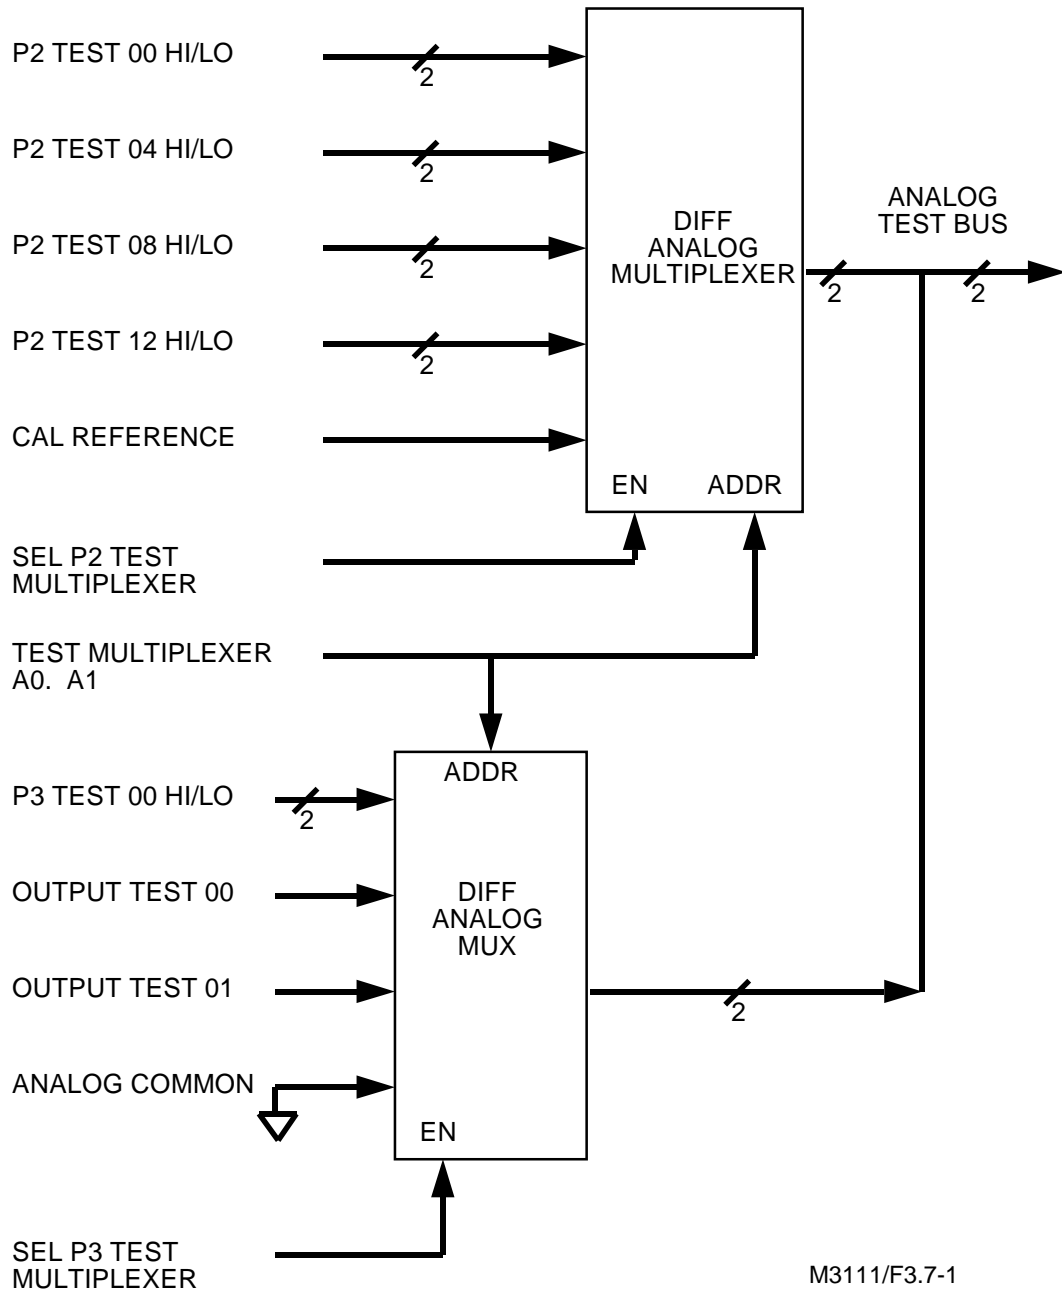 P2 TEST 00 HI/LO
2
P2 TEST 04 HI/LO
2
P2 TEST 08 HI/LO
2
P2 TEST 12 HI/LO
2
CAL REFERENCE
DIFF
ANALOG
MULTIPLEXER
EN ADDR
2
ANALOG
TEST BUS
2
SEL P2 TEST
MULTIPLEXER
TEST MULTIPLEXER
A0. A1
P3 TEST 00 HI/LO
2
OUTPUT TEST 00
OUTPUT TEST 01
ANALOG COMMON
ADDR
DIFF
ANALOG
MUX
EN
2
SEL P3 TEST
MULTIPLEXER
M3111/F3.7-1